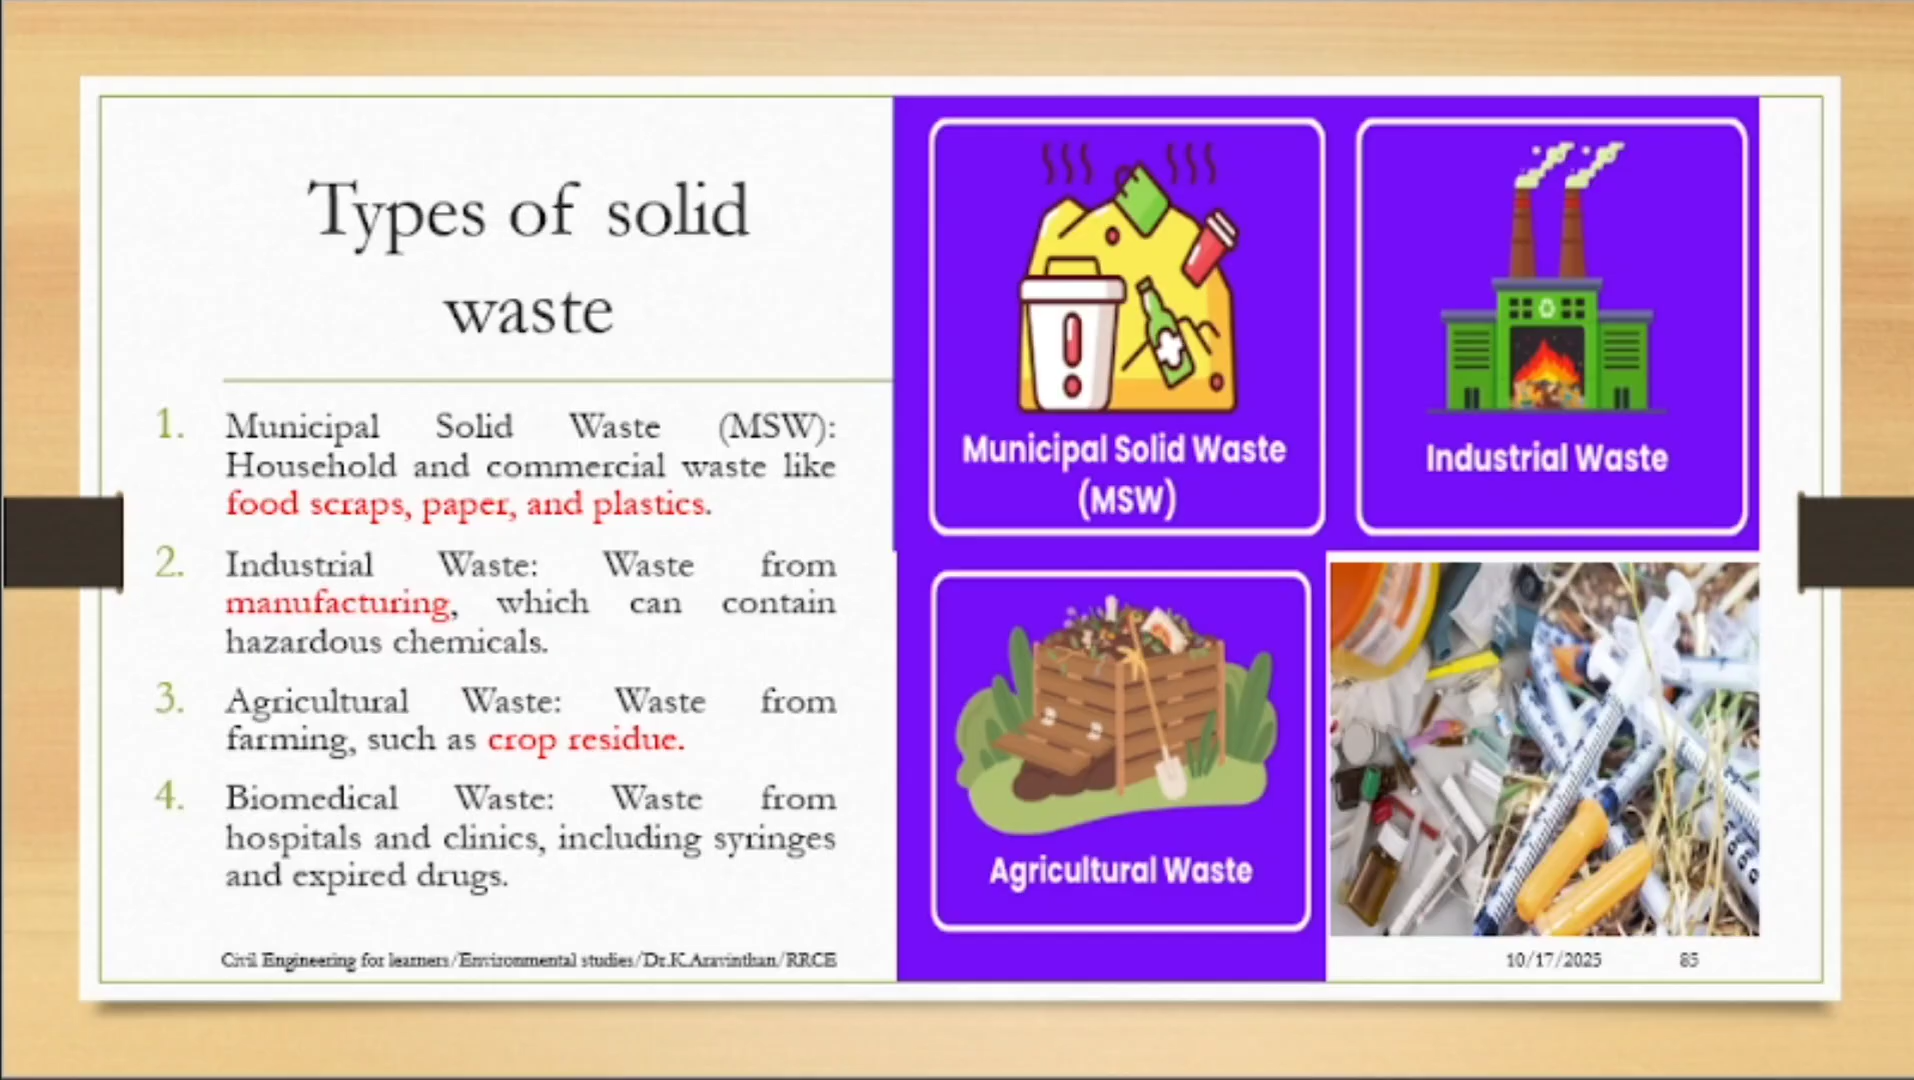 Types of solid
waste
1. Municipal Solid Waste (MSW):
Household and commercial waste like
food scraps, paper, and plastics.
2. Industrial Waste: Waste from
manufacturing, which can contain
hazardous chemicals.
3. Agricultural Waste: Waste from
farming, such as crop residue.
4. Biomedical Waste: Waste from
hospitals and clinics, including syringes
and expired drugs.
Municipal Solid Waste
(MSW)
Industrial Waste
Agricultural Waste
Civil Engineering for learners/Environmental studies/Dr.K.Aravinthan/RRCE
10/17/2025
85